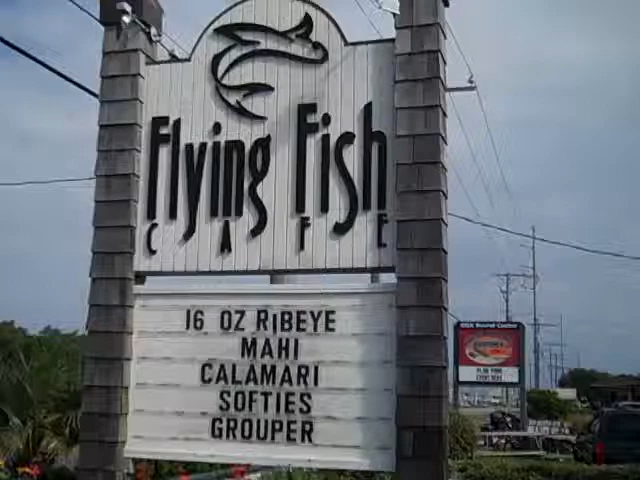 Flying Fish
CAFE
16 OZ RIBEYE
MAHI
CALAMARI
SOFTIES
GROUPER